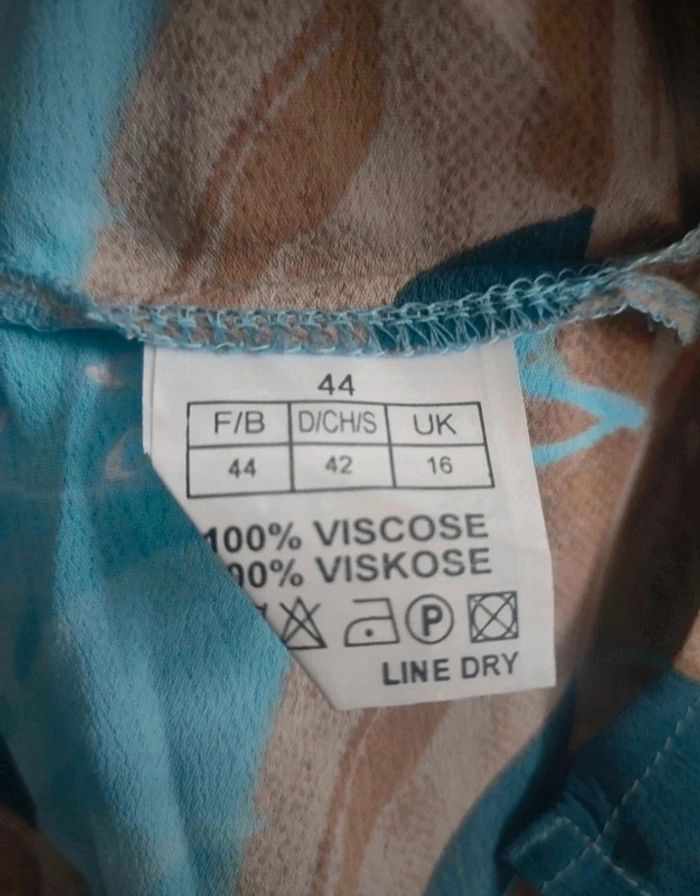 44
F/B D/CH/S UK
44 42 16
100% VISCOSE
00% VISKOSE
P
LINE DRY